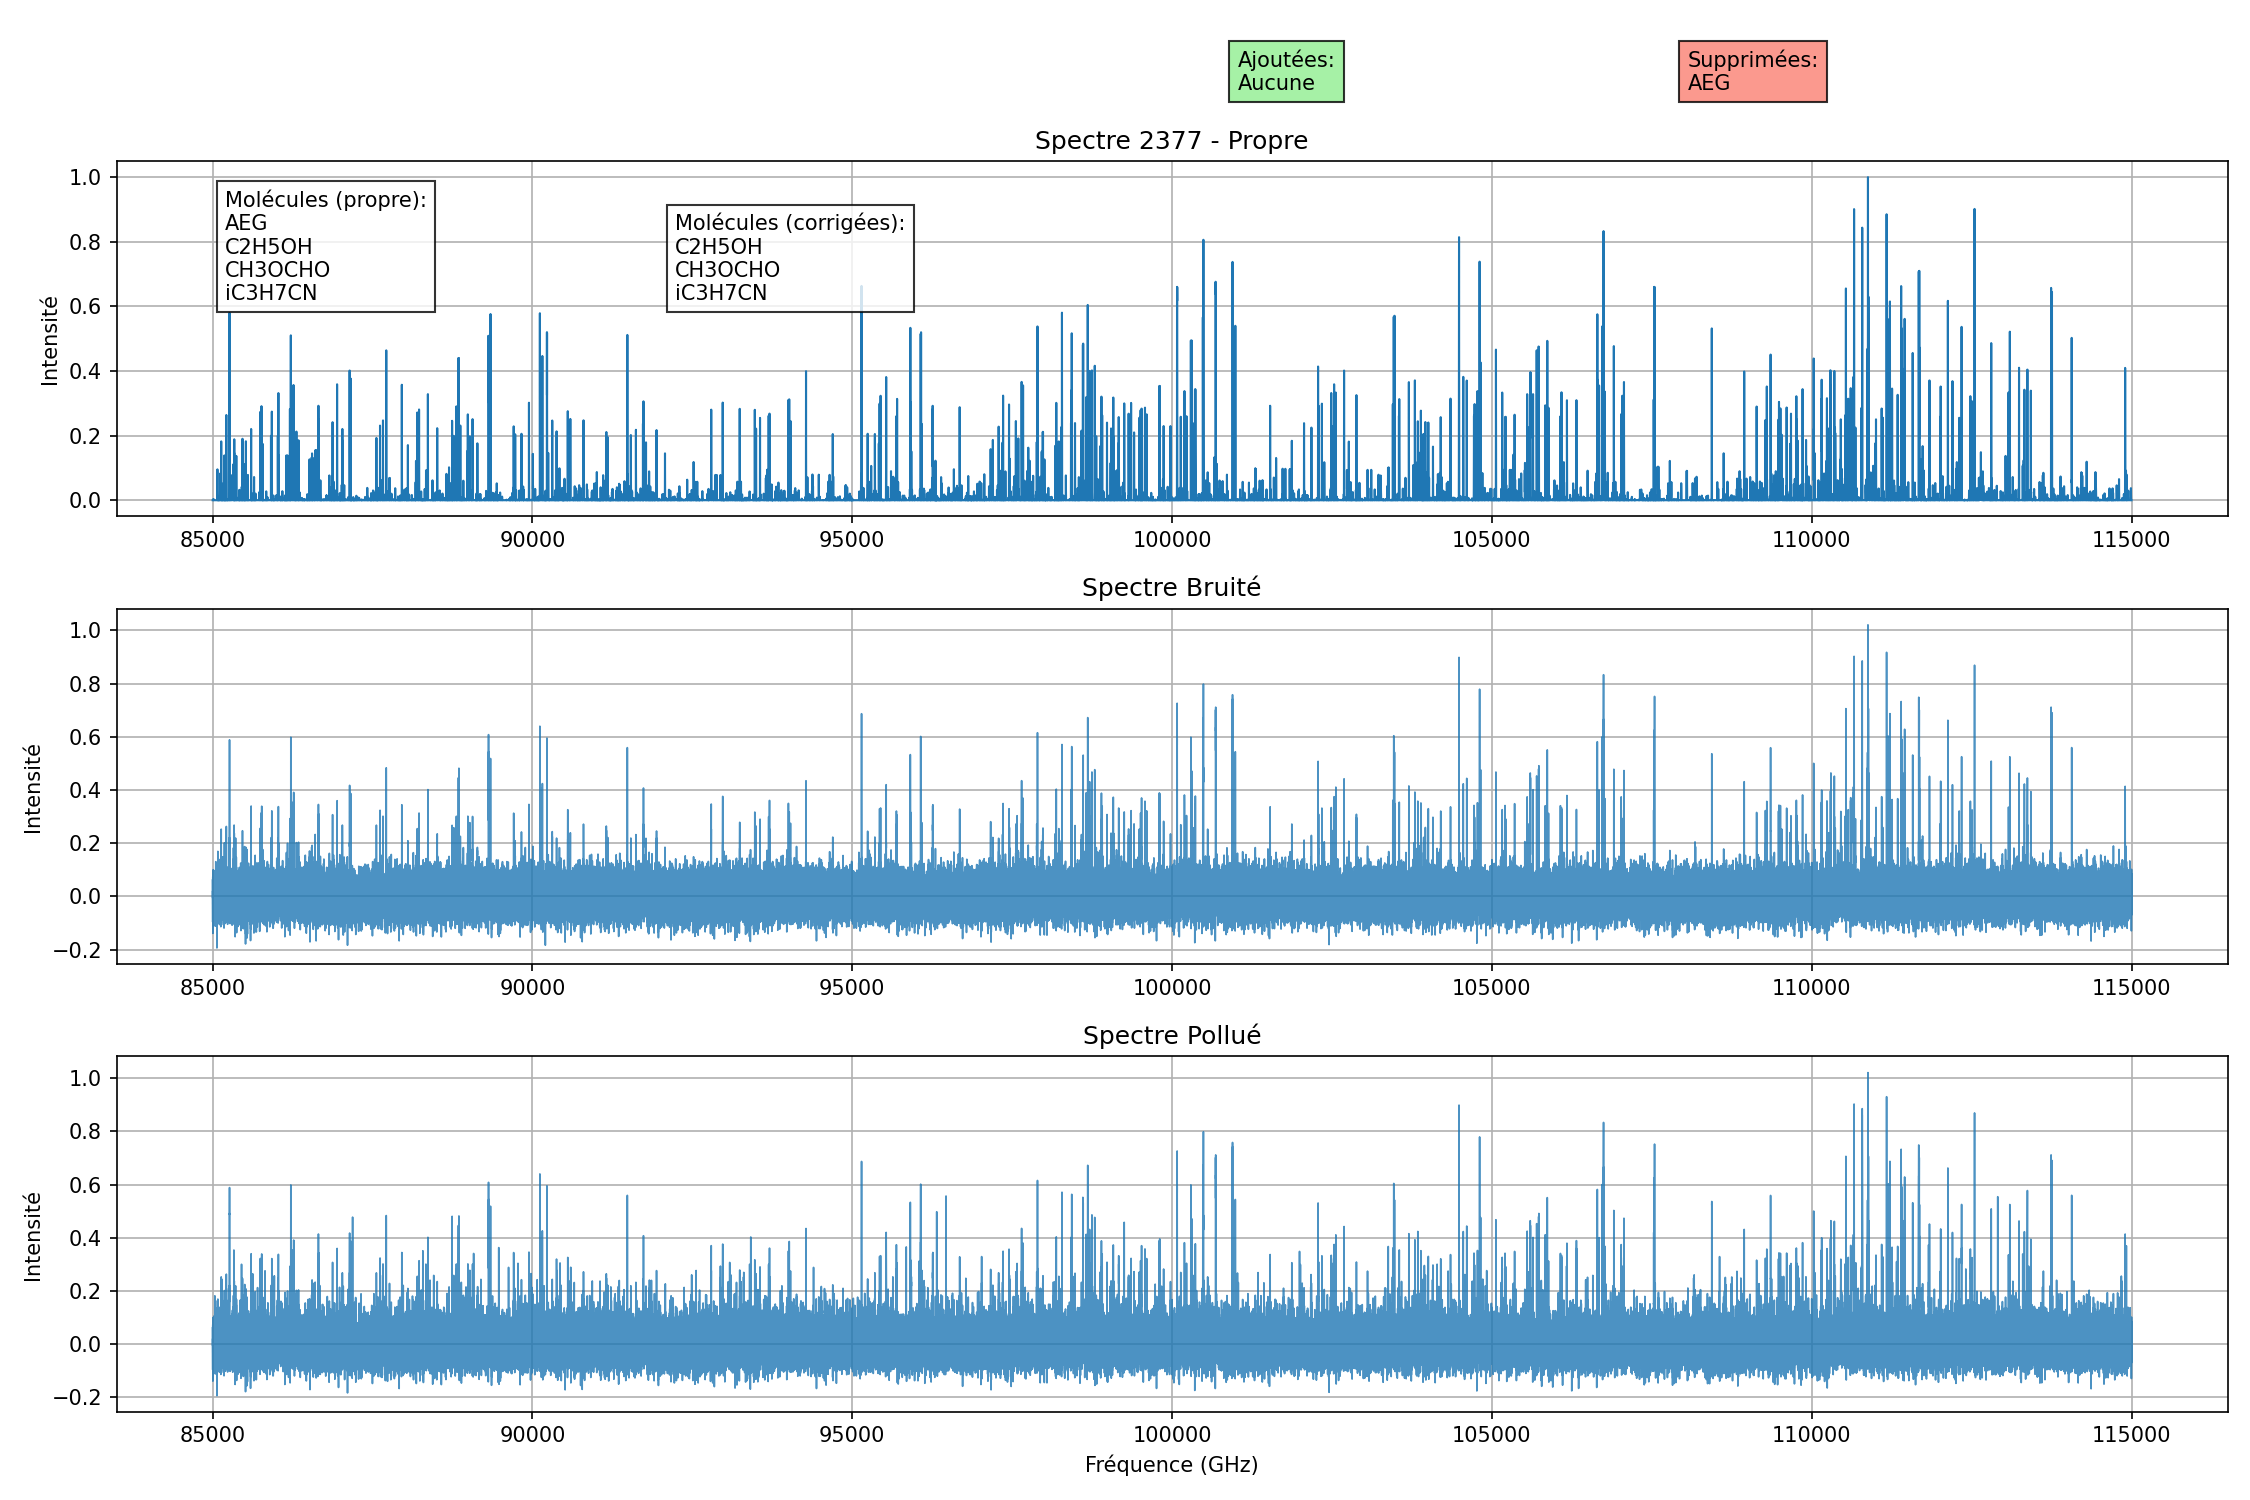 Ajoutées:
Aucune
Supprimées:
AEG
Spectre 2377 - Propre
Molécules (propre):
AEG
C2H5OH
CH3OCHO
iC3H7CN
Molécules (corrigées):
C2H5OH
CH3OCHO
iC3H7CN
Intensité
1.0
0.8
0.6
0.4
0.2
0.0
85000 90000 95000 100000 105000 110000 115000
Spectre Bruité
Intensité
1.0
0.8
0.6
0.4
0.2
0.0
−0.2
85000 90000 95000 100000 105000 110000 115000
Spectre Pollué
Intensité
1.0
0.8
0.6
0.4
0.2
0.0
−0.2
85000 90000 95000 100000 105000 110000 115000
Fréquence (GHz)